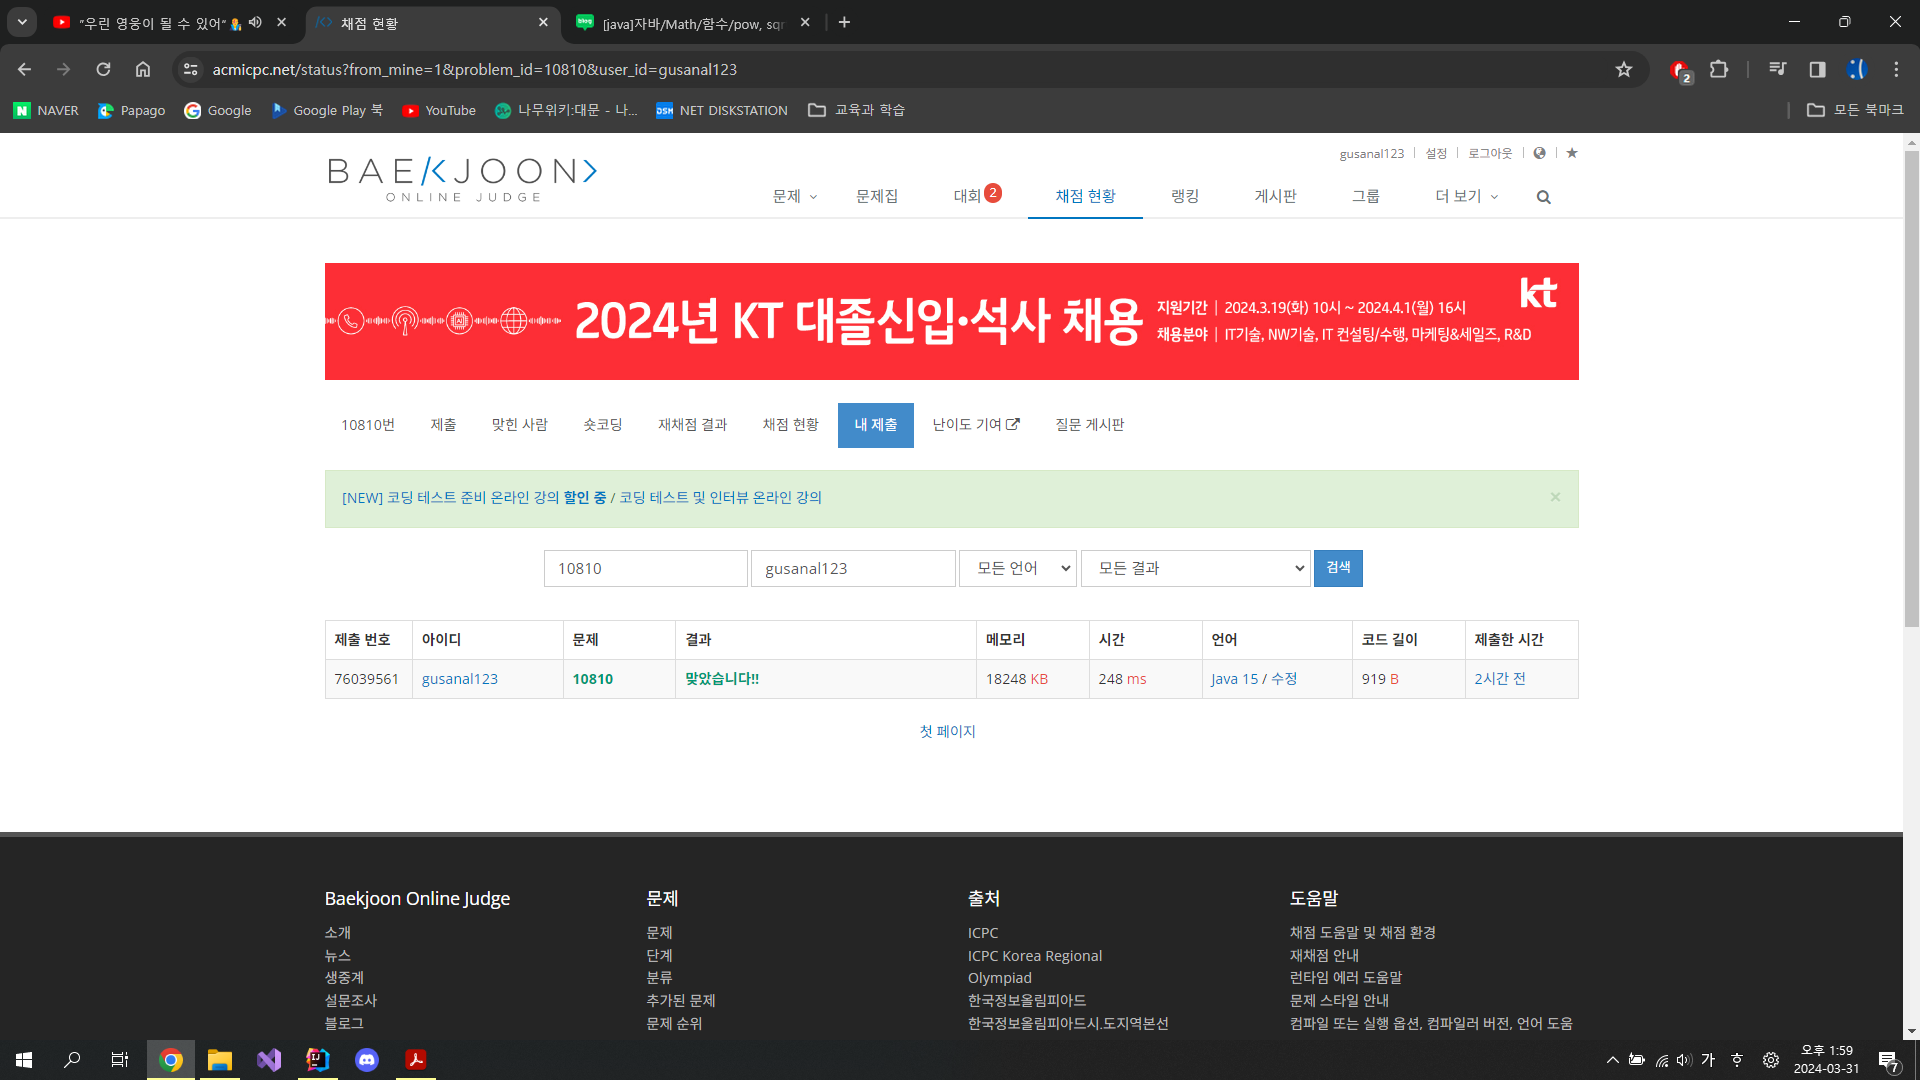 "우린 영웅이 될 수 있어"
채점 현황
[java]자바/Math/함수/pow, sqr
acmicpc.net/status?from_mine=1&problem_id=10810&user_id=gusanal123
2
NAVER
Papago
Google
Google Play 북
YouTube
나무위키:대문 - 나...
DSM NET DISKSTATION
교육과 학습
모든 북마크
gusanal123 설정 로그아웃
BAEKJOON
ONLINE JUDGE
문제 문제집 대회 2 채점 현황 랭킹 게시판 그룹 더 보기
2024년 KT 대졸신입·석사 채용
지원기간 | 2024.3.19(화) 10시 ~ 2024.4.1(월) 16시
채용분야 | IT기술, NW기술, IT 컨설팅/수행, 마케팅&세일즈, R&D
kt
10810번 제출 맞힌 사람 숏코딩 재채점 결과 채점 현황 내 제출 난이도 기여 질문 게시판
[NEW] 코딩 테스트 준비 온라인 강의 할인 중 / 코딩 테스트 및 인터뷰 온라인 강의
×
10810 gusanal123 모든 언어 모든 결과 검색
제출 번호 아이디 문제 결과 메모리 시간 언어 코드 길이 제출한 시간
76039561 gusanal123 10810 맞았습니다!! 18248 KB 248 ms Java 15 / 수정 919 B 2시간 전
첫 페이지
Baekjoon Online Judge
소개
뉴스
생중계
설문조사
블로그
문제
문제
단계
분류
추가된 문제
문제 순위
출처
ICPC
ICPC Korea Regional
Olympiad
한국정보올림피아드
한국정보올림피아드시.도지역본선
도움말
채점 도움말 및 채점 환경
재채점 안내
런타임 에러 도움말
문제 스타일 안내
컴파일 또는 실행 옵션, 컴파일러 버전, 언어 도움
가
오후 1:59
2024-03-31
7